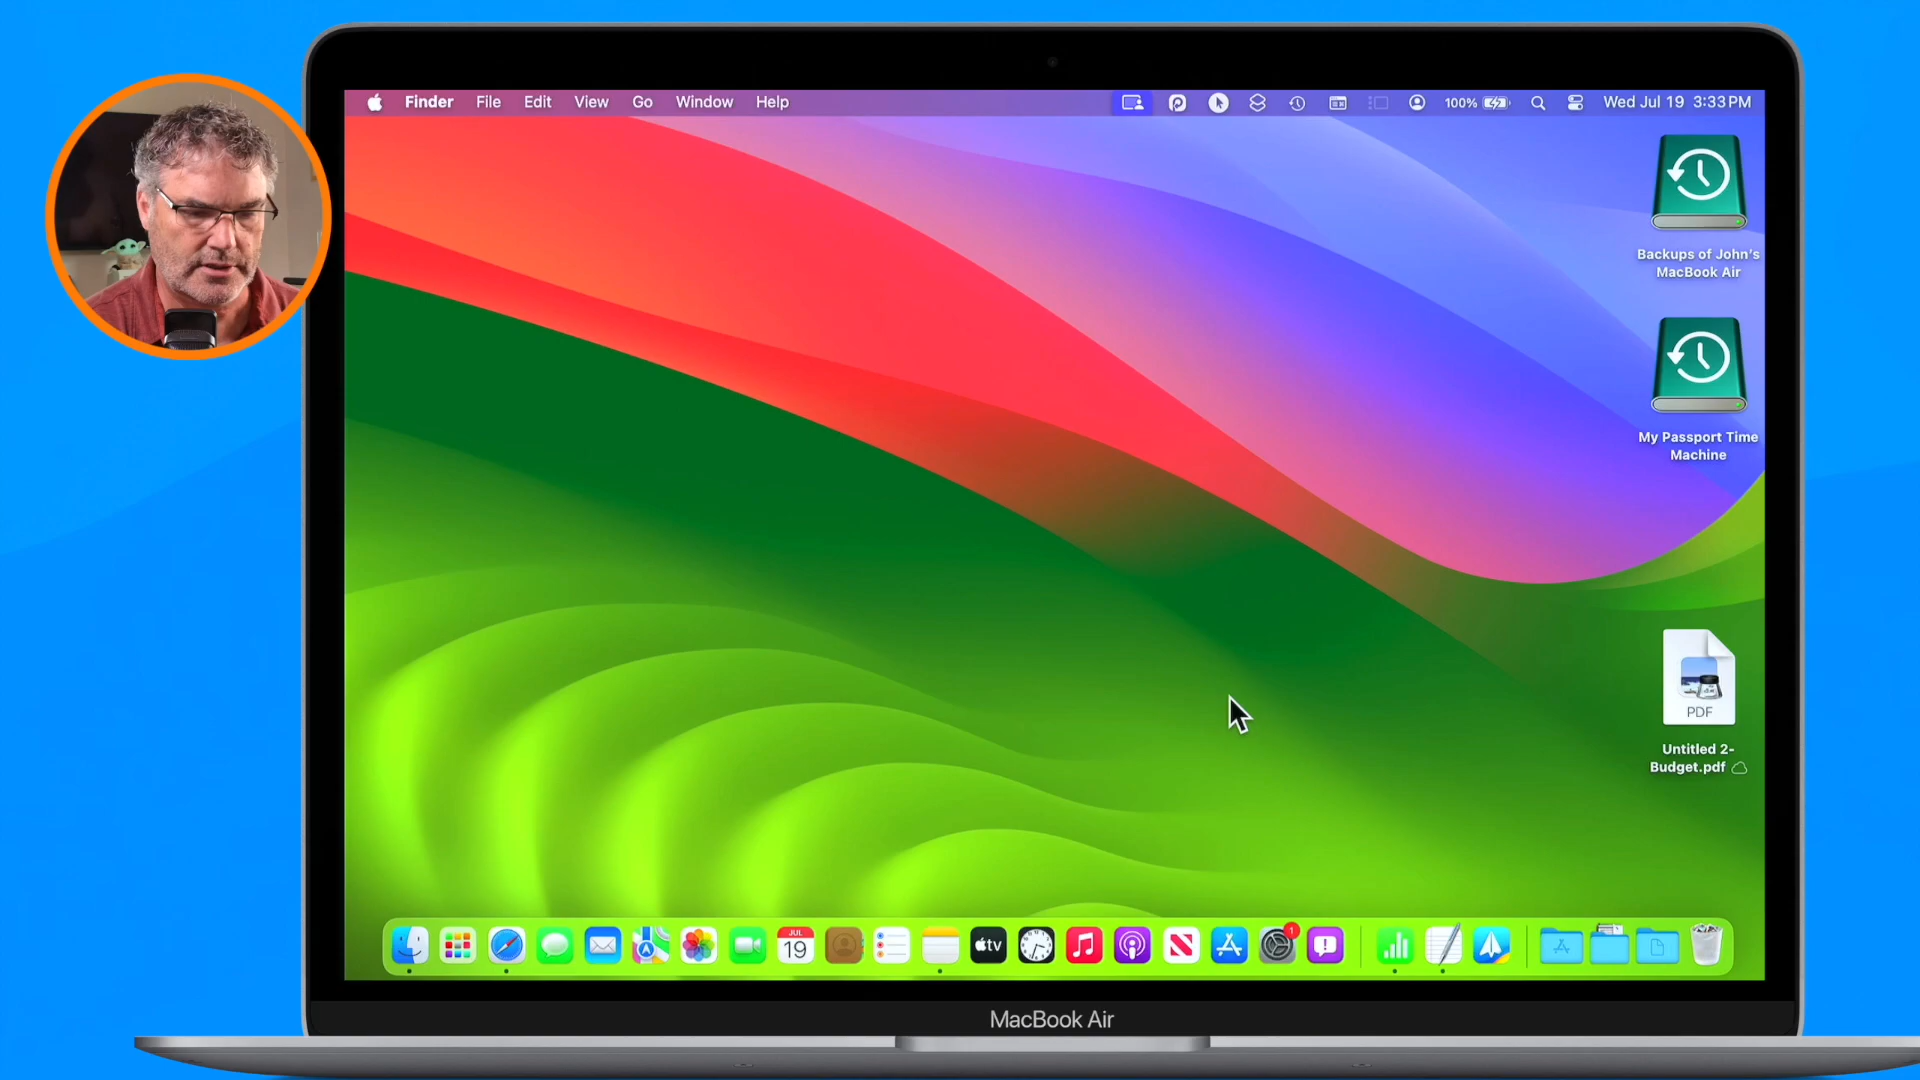 Finder File Edit View Go Window Help 100% Wed Jul 19 3:33 PM
Backups of John's
MacBook Air
My Passport Time
Machine
PDF
Untitled 2-
Budget.pdf
JUL
19
tv
1
MacBook Air